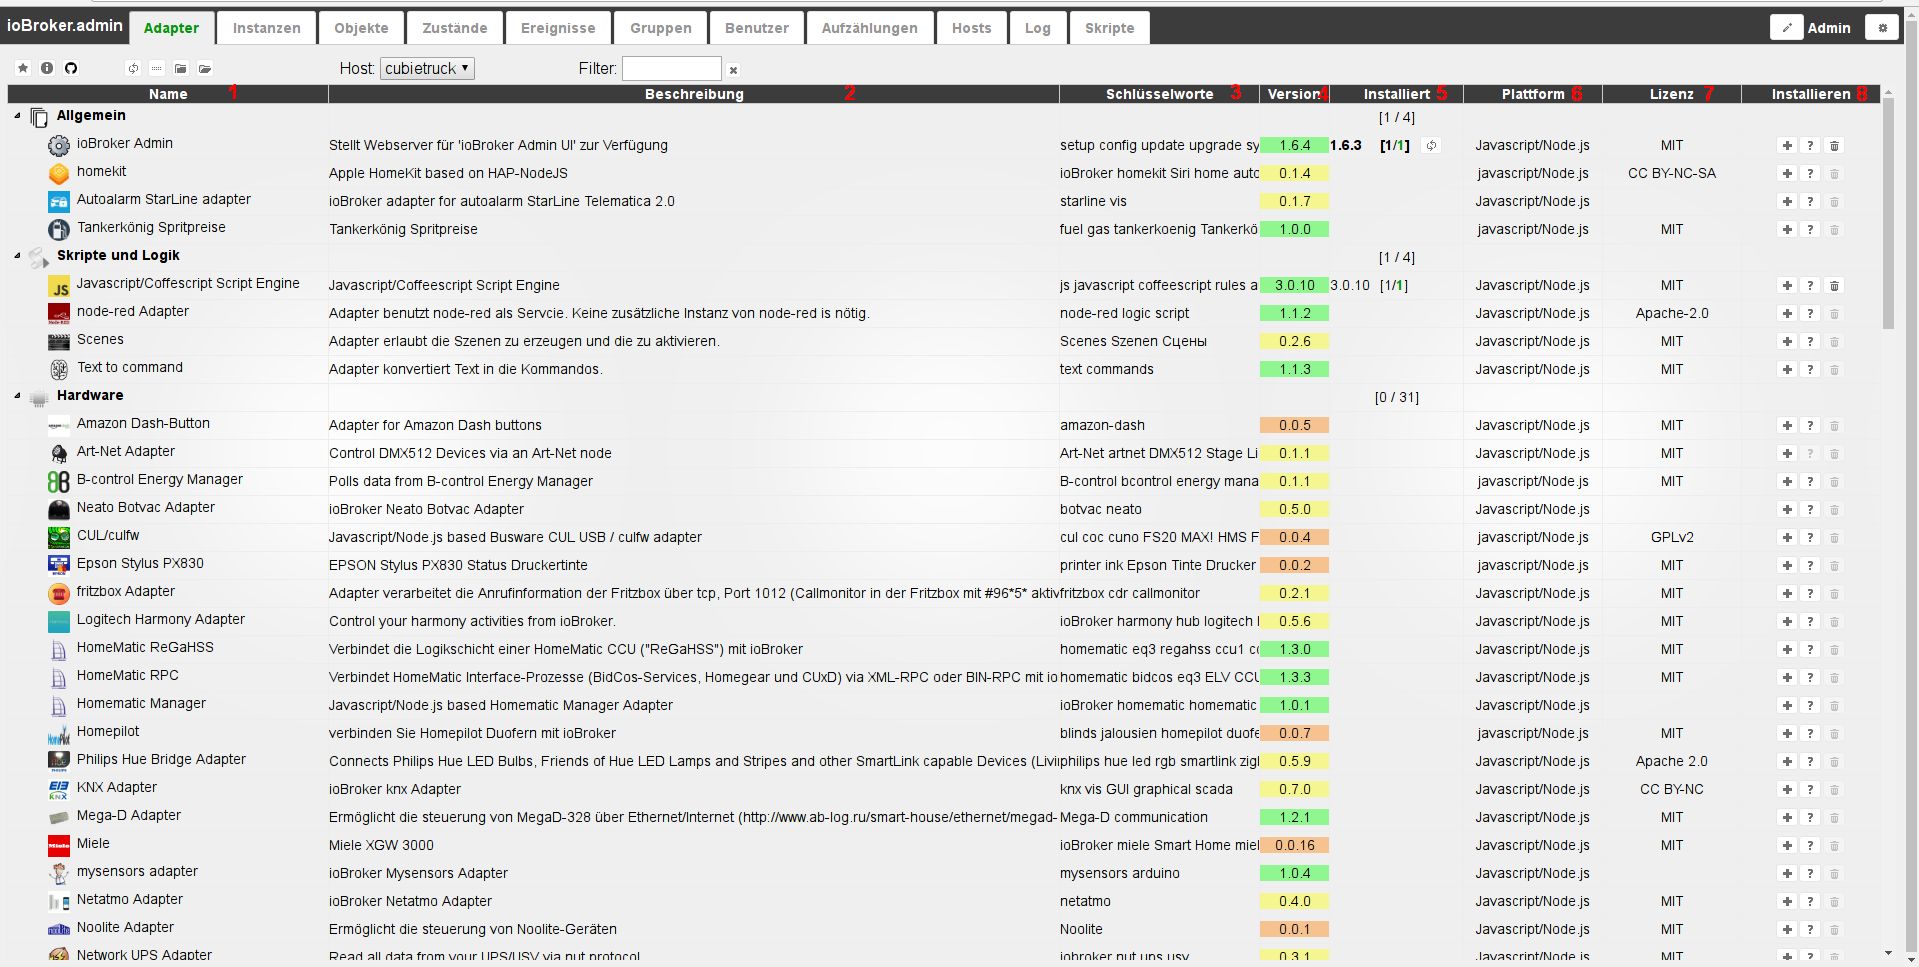 ioBroker.admin Adapter Instanzen Objekte Zustände Ereignisse Gruppen Benutzer Aufzählungen Hosts Log Skripte Admin
Host: cubietruck Filter:
Name 1 Beschreibung 2 Schlüsselworte 3 Version 4 Installiert 5 Plattform 6 Lizenz 7 Installieren 8
Allgemein [1 / 4]
ioBroker Admin Stellt Webserver für 'ioBroker Admin UI' zur Verfügung setup config update upgrade sy 1.6.4 1.6.3 [1/1] Javascript/Node.js MIT + ?
homekit Apple HomeKit based on HAP-NodeJS ioBroker homekit Siri home auto 0.1.4 javascript/Node.js CC BY-NC-SA + ?
Autoalarm StarLine adapter ioBroker adapter for autoalarm StarLine Telematica 2.0 starline vis 0.1.7 Javascript/Node.js + ?
Tankerkönig Spritpreise Tankerkönig Spritpreise fuel gas tankerkoenig Tankerkö 1.0.0 javascript/Node.js MIT + ?
Skripte und Logik [1 / 4]
Javascript/Coffescript Script Engine Javascript/Coffeescript Script Engine js javascript coffeescript rules a 3.0.10 3.0.10 [1/1] Javascript/Node.js MIT + ?
node-red Adapter Adapter benutzt node-red als Servcie. Keine zusätzliche Instanz von node-red is nötig. node-red logic script 1.1.2 Javascript/Node.js Apache-2.0 + ?
Scenes Adapter erlaubt die Szenen zu erzeugen und die zu aktivieren. Scenes Szenen Сцены 0.2.6 Javascript/Node.js MIT + ?
Text to command Adapter konvertiert Text in die Kommandos. text commands 1.1.3 Javascript/Node.js MIT + ?
Hardware [0 / 31]
Amazon Dash-Button Adapter for Amazon Dash buttons amazon-dash 0.0.5 Javascript/Node.js MIT + ?
Art-Net Adapter Control DMX512 Devices via an Art-Net node Art-Net artnet DMX512 Stage Li 0.1.1 Javascript/Node.js MIT + ?
B-control Energy Manager Polls data from B-control Energy Manager B-control bcontrol energy mana 0.1.1 javascript/Node.js MIT + ?
Neato Botvac Adapter ioBroker Neato Botvac Adapter botvac neato 0.5.0 Javascript/Node.js + ?
CUL/culfw Javascript/Node.js based Busware CUL USB / culfw adapter cul coc cuno FS20 MAX! HMS F 0.0.4 javascript/Node.js GPLv2 + ?
Epson Stylus PX830 EPSON Stylus PX830 Status Druckertinte printer ink Epson Tinte Drucker 0.0.2 javascript/Node.js MIT + ?
fritzbox Adapter Adapter verarbeitet die Anrufinformation der Fritzbox über tcp, Port 1012 (Callmonitor in der Fritzbox mit #96*5* aktiv fritzbox cdr callmonitor 0.2.1 Javascript/Node.js MIT + ?
Logitech Harmony Adapter Control your harmony activities from ioBroker. ioBroker harmony hub logitech 0.5.6 Javascript/Node.js MIT + ?
HomeMatic ReGaHSS Verbindet die Logikschicht einer HomeMatic CCU ("ReGaHSS") mit ioBroker homematic eq3 regahss ccu1 cc 1.3.0 Javascript/Node.js MIT + ?
HomeMatic RPC Verbindet HomeMatic Interface-Prozesse (BidCos-Services, Homegear und CUxD) via XML-RPC oder BIN-RPC mit io homematic bidcos eq3 ELV CCU 1.3.3 Javascript/Node.js MIT + ?
Homematic Manager Javascript/Node.js based Homematic Manager Adapter ioBroker homematic homematic 1.0.1 Javascript/Node.js + ?
Homepilot verbinden Sie Homepilot Duofern mit ioBroker blinds jalousien homepilot duofe 0.0.7 javascript/Node.js MIT + ?
Philips Hue Bridge Adapter Connects Philips Hue LED Bulbs, Friends of Hue LED Lamps and Stripes and other SmartLink capable Devices (Livi philips hue led rgb smartlink zigl 0.5.9 Javascript/Node.js Apache 2.0 + ?
KNX Adapter ioBroker knx Adapter knx vis GUI graphical scada 0.7.0 Javascript/Node.js CC BY-NC + ?
Mega-D Adapter Ermöglicht die steuerung von MegaD-328 über Ethernet/Internet (http://www.ab-log.ru/smart-house/ethernet/megad- Mega-D communication 1.2.1 Javascript/Node.js MIT + ?
Miele Miele XGW 3000 ioBroker miele Smart Home miel 0.0.16 Javascript/Node.js MIT + ?
mysensors adapter ioBroker Mysensors Adapter mysensors arduino 1.0.4 Javascript/Node.js + ?
Netatmo Adapter ioBroker Netatmo Adapter netatmo 0.4.0 Javascript/Node.js MIT + ?
Noolite Adapter Ermöglicht die steuerung von Noolite-Geräten Noolite 0.0.1 Javascript/Node.js MIT + ?
Network UPS Adapter Read all data from your UPS/USV via nut protocol iobroker nut ups usv 0.3.1 Javascript/Node.js MIT + ?